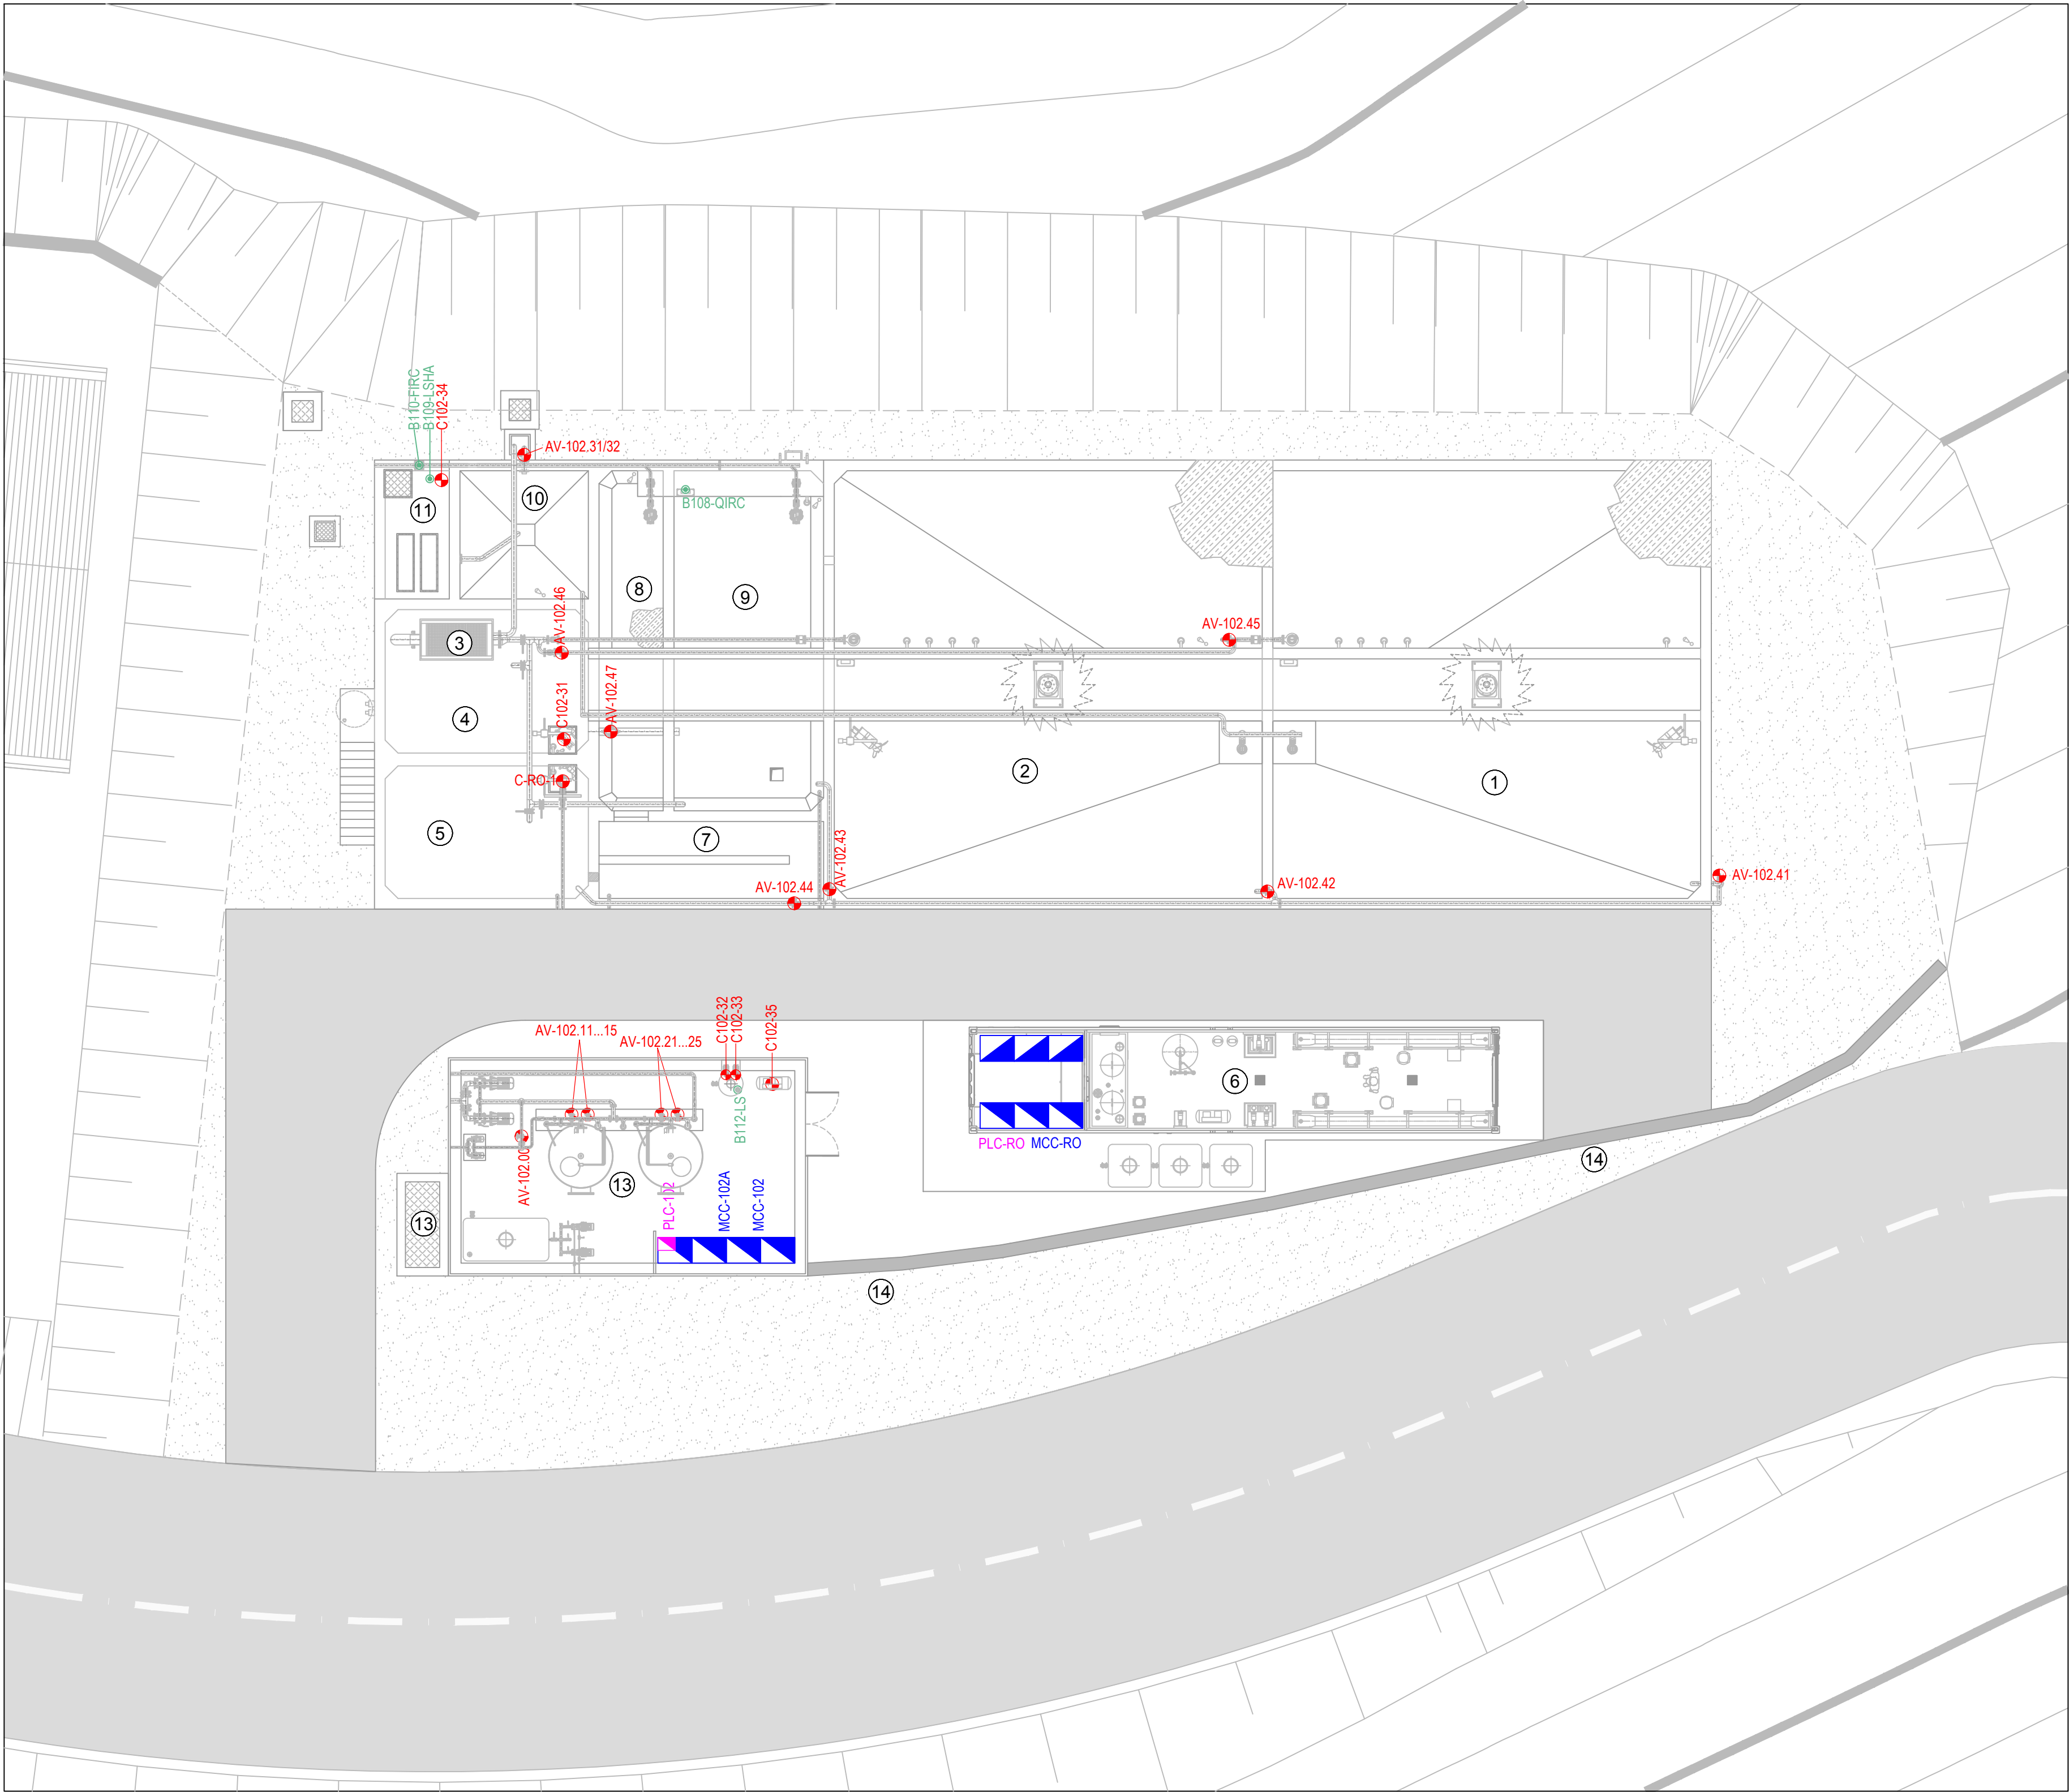 B110-FIRC
B109-LSHA
C102-34
AV-102.31/32
10
11
B108-QIRC
8
9
AV-102.46
AV-102.45
3
C102-31
AV-102.47
4
2
1
C-RO-1
5
7
AV-102.43
AV-102.44
AV-102.42
AV-102.41
C102-32
C102-33
C102-35
AV-102.11...15
AV-102.21...25
6
B112-LS
PLC-RO
MCC-RO
14
AV-102.00
13
PLC-102
MCC-102A
MCC-102
13
14